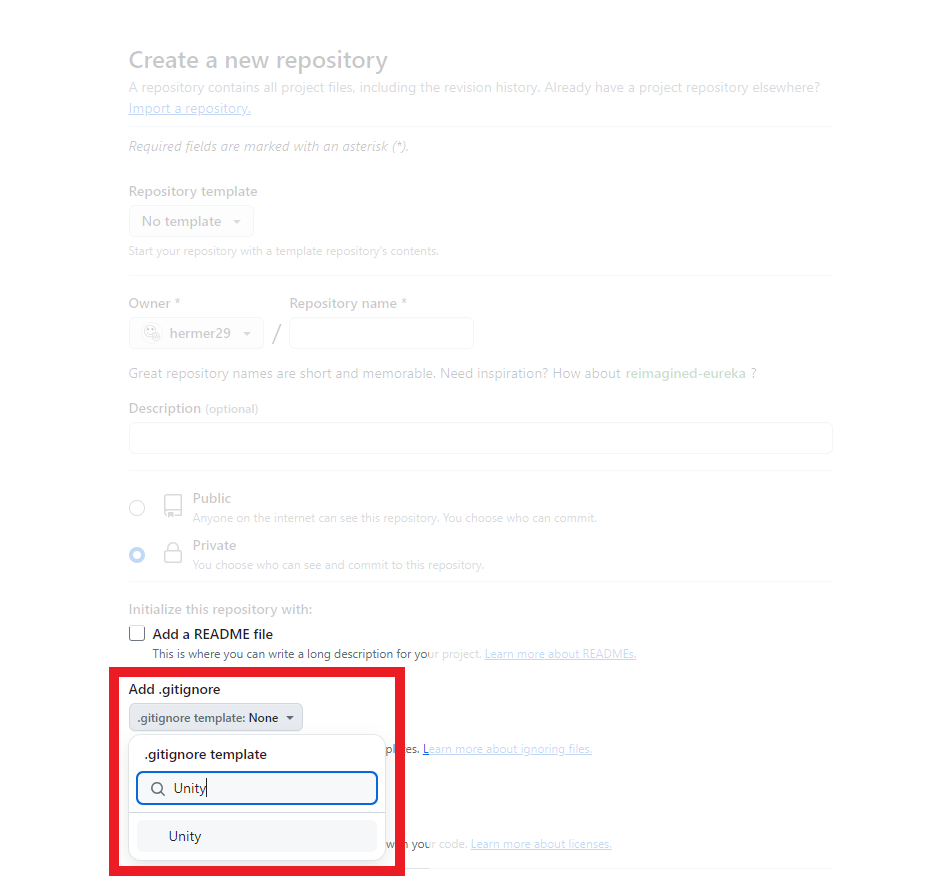 Create a new repository
A repository contains all project files, including the revision history. Already have a project repository elsewhere?
Import a repository.
Required fields are marked with an asterisk (*).
Repository template
No template
Start your repository with a template repository's contents.
Owner * Repository name *
hermer29 /
Great repository names are short and memorable. Need inspiration? How about reimagined-eureka ?
Description (optional)
Public
Anyone on the internet can see this repository. You choose who can commit.
Private
You choose who can see and commit to this repository.
Initialize this repository with:
Add a README file
This is where you can write a long description for your project. Learn more about READMEs.
Add .gitignore
.gitignore template: None
Learn more about ignoring files.
.gitignore template
Unity
Unity
your code. Learn more about licenses.